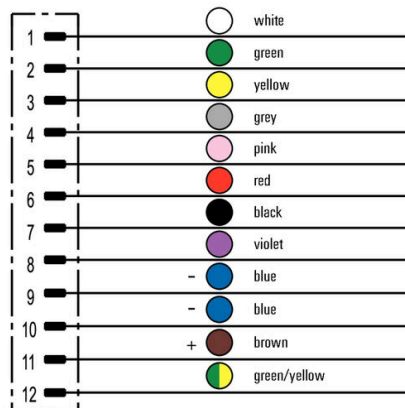 white
1
green
2
yellow
3
grey
4
pink
5
red
6
black
7
violet
8
- blue
9
- blue
10
+ brown
11
green/yellow
12